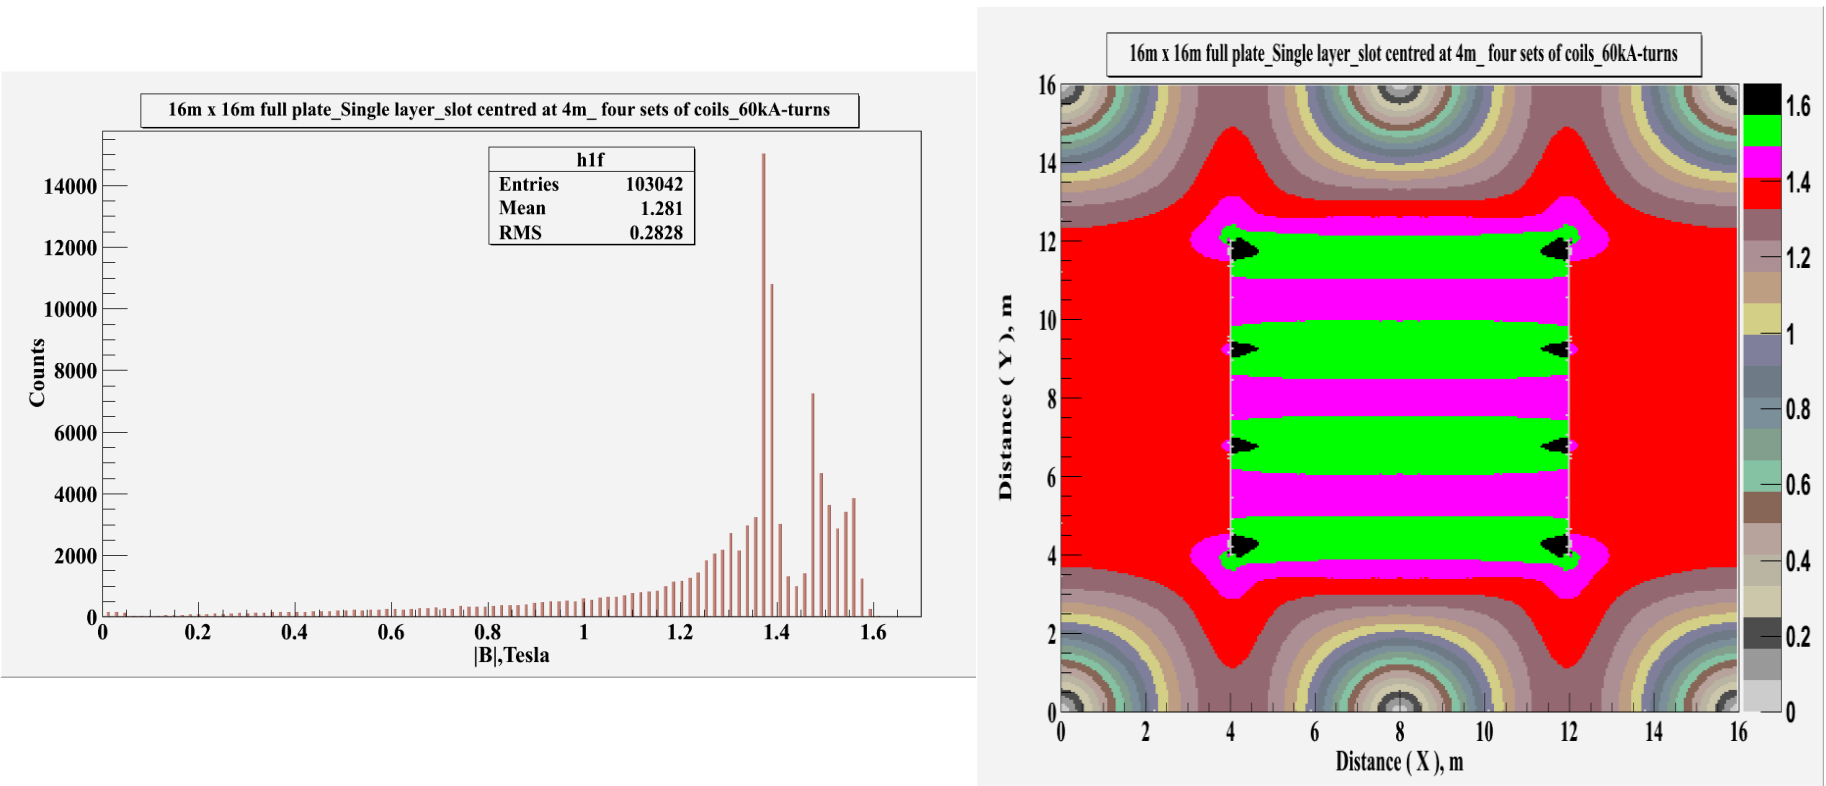 16m x 16m full plate_Single layer_slot centred at 4m_ four sets of coils_60kA-turns
h1f
Entries 103042
Mean 1.281
RMS 0.2828
14000
12000
10000
8000
6000
4000
2000
0
Counts
0 0.2 0.4 0.6 0.8 1 1.2 1.4 1.6
|B|,Tesla
16m x 16m full plate_Single layer_slot centred at 4m_ four sets of coils_60kA-turns
16
14
12
10
8
6
4
2
0
Distance ( Y ), m
0 2 4 6 8 10 12 14 16
Distance ( X ), m
1.6
1.4
1.2
1
0.8
0.6
0.4
0.2
0